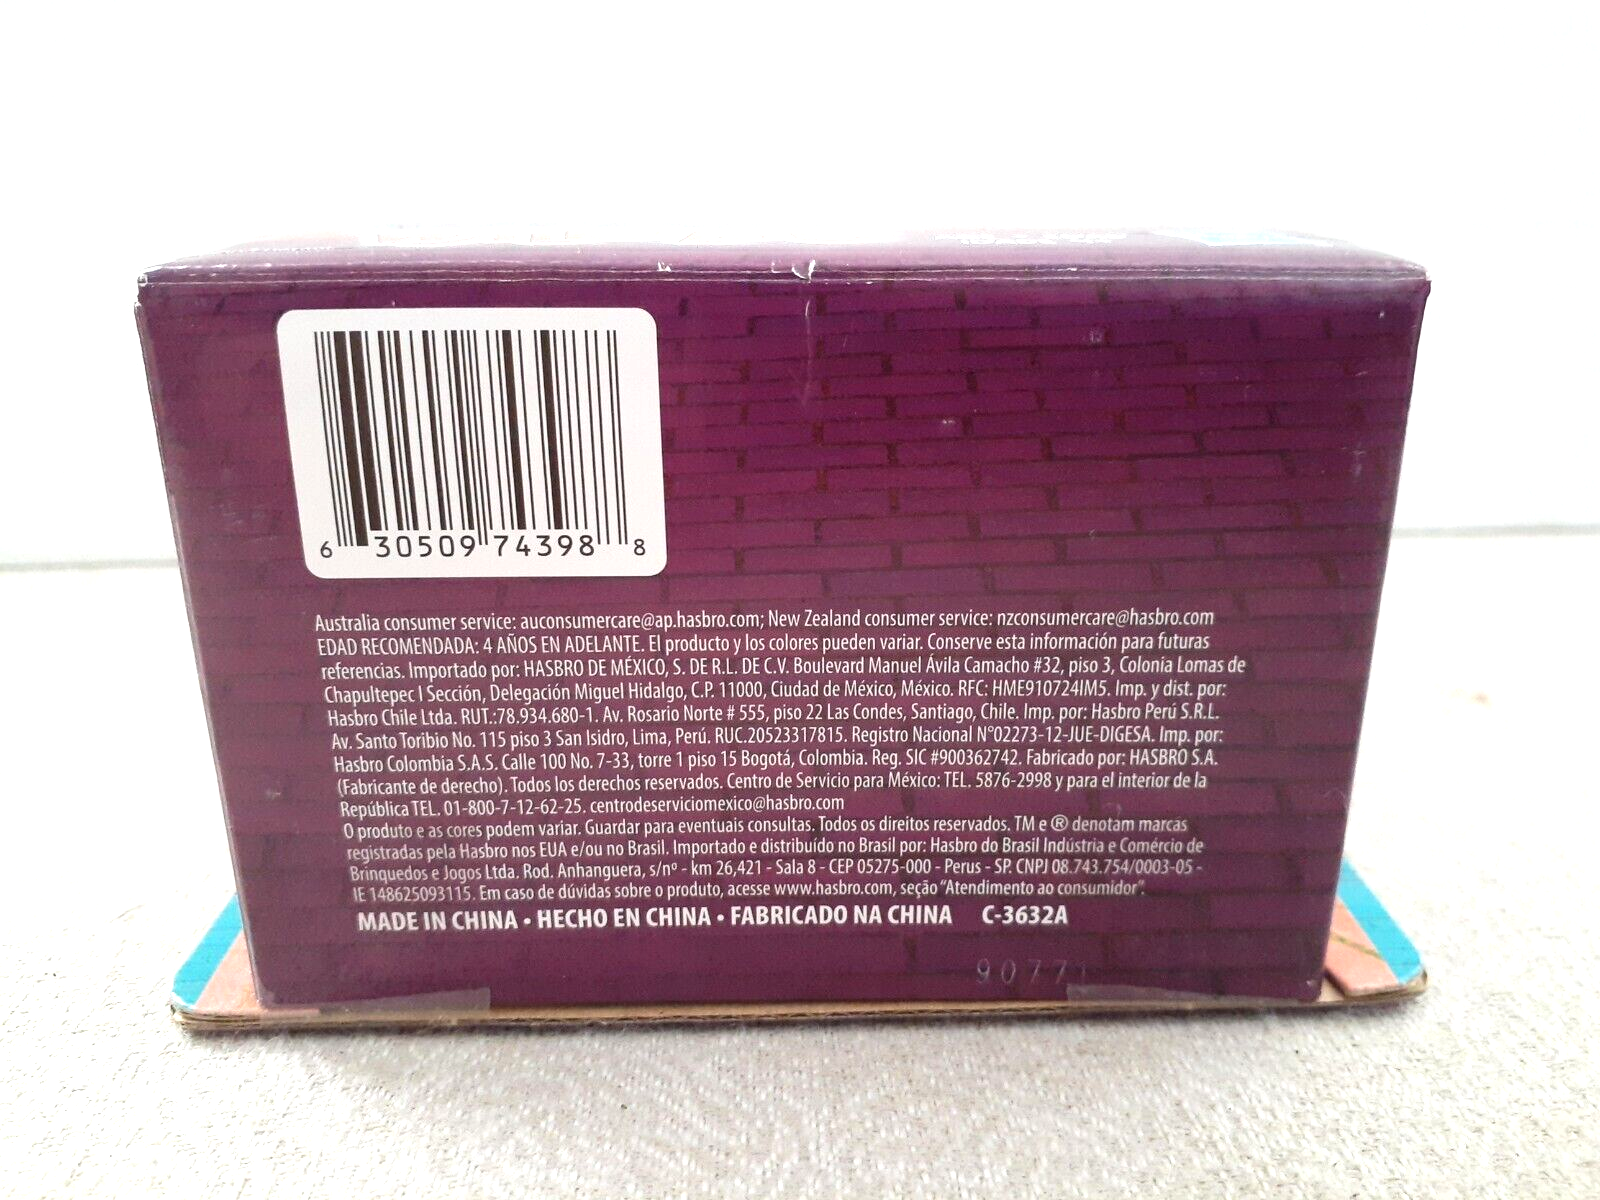 6 30509 74398 8
Australia consumer service: auconsumercare@ap.hasbro.com; New Zealand consumer service: nzconsumercare@hasbro.com
EDAD RECOMENDADA: 4 AÑOS EN ADELANTE. El producto y los colores pueden variar. Conserve esta información para futuras
referencias. Importado por: HASBRO DE MÉXICO, S. DE R.L. DE C.V. Boulevard Manuel Ávila Camacho #32, piso 3, Colonia Lomas de
Chapultepec I Sección, Delegación Miguel Hidalgo, C.P. 11000, Ciudad de México, México. RFC: HME910724IM5. Imp. y dist. por:
Hasbro Chile Ltda. RUT.:78.934.680-1. Av. Rosario Norte # 555, piso 22 Las Condes, Santiago, Chile. Imp. por: Hasbro Perú S.R.L.
Av. Santo Toribio No. 115 piso 3 San Isidro, Lima, Perú. RUC.20523317815. Registro Nacional N°02273-12-JUE-DIGESA. Imp. por:
Hasbro Colombia S.A.S. Calle 100 No. 7-33, torre 1 piso 15 Bogotá, Colombia. Reg. SIC #900362742. Fabricado por: HASBRO S.A.
(Fabricante de derecho). Todos los derechos reservados. Centro de Servicio para México: TEL. 5876-2998 y para el interior de la
República TEL. 01-800-7-12-62-25. centrodeserviciomexico@hasbro.com
O produto e as cores podem variar. Guardar para eventuais consultas. Todos os direitos reservados. TM e ® denotam marcas
registradas pela Hasbro nos EUA e/ou no Brasil. Importado e distribuído no Brasil por: Hasbro do Brasil Indústria e Comércio de
Brinquedos e Jogos Ltda. Rod. Anhanguera, s/nº - km 26,421 - Sala 8 - CEP 05275-000 - Perus - SP. CNPJ 08.743.754/0003-05 -
IE 148625093115. Em caso de dúvidas sobre o produto, acesse www.hasbro.com, seção "Atendimento ao consumidor".
MADE IN CHINA • HECHO EN CHINA • FABRICADO NA CHINA C-3632A
90771